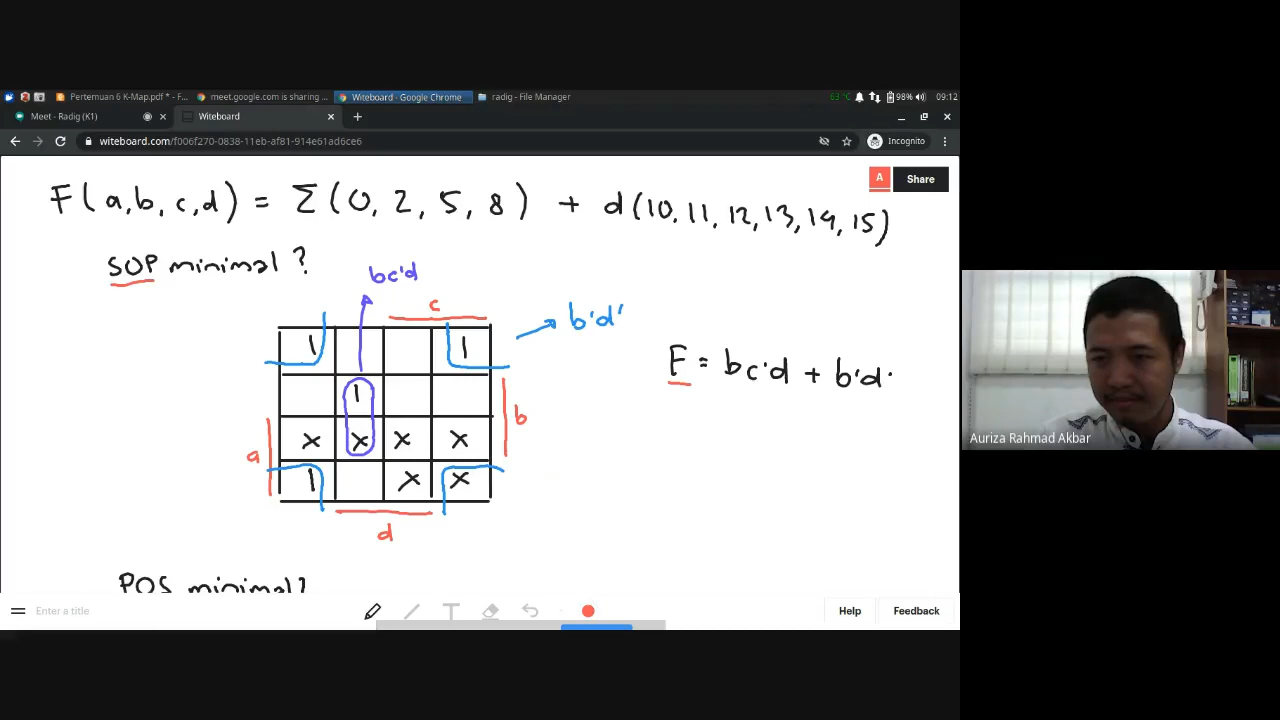 Pertemuan 6 K-Map.pdf * - F... meet.google.com is sharing ... Witeboard - Google Chrome radig - File Manager 63 °C 98% 09:12
Meet - Radig (K1) Witeboard
witeboard.com/f006f270-0838-11eb-af81-914e61ad6ce6 Incognito
A Share
F(a,b,c,d) = Σ(0, 2, 5, 8) + d(10,11,12,13,14,15)
SOP minimal?
bc'd
c
b'd'
1 1
F = bc'd + b'd'
1
b
x x x x
a
1 x x
d
Auriza Rahmad Akbar
POS minimal?
Enter a title T Help Feedback